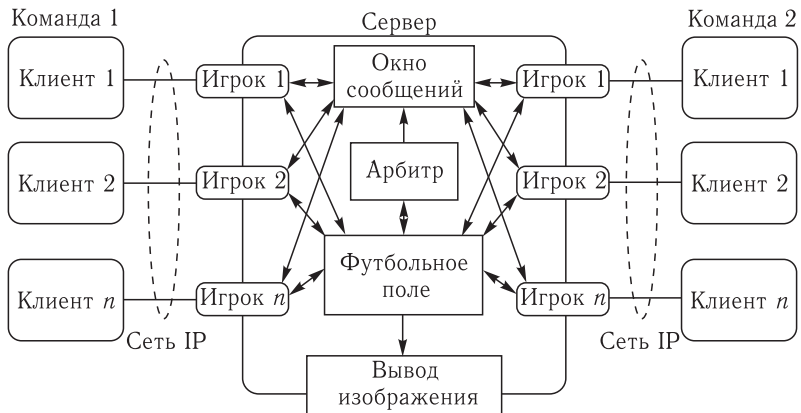 Команда 1
Сервер
Команда 2
Клиент 1
Игрок 1
Окно
сообщений
Игрок 1
Клиент 1
Клиент 2
Игрок 2
Арбитр
Игрок 2
Клиент 2
Клиент n
Игрок n
Футбольное
поле
Игрок n
Клиент n
Сеть IP
Сеть IP
Вывод
изображения